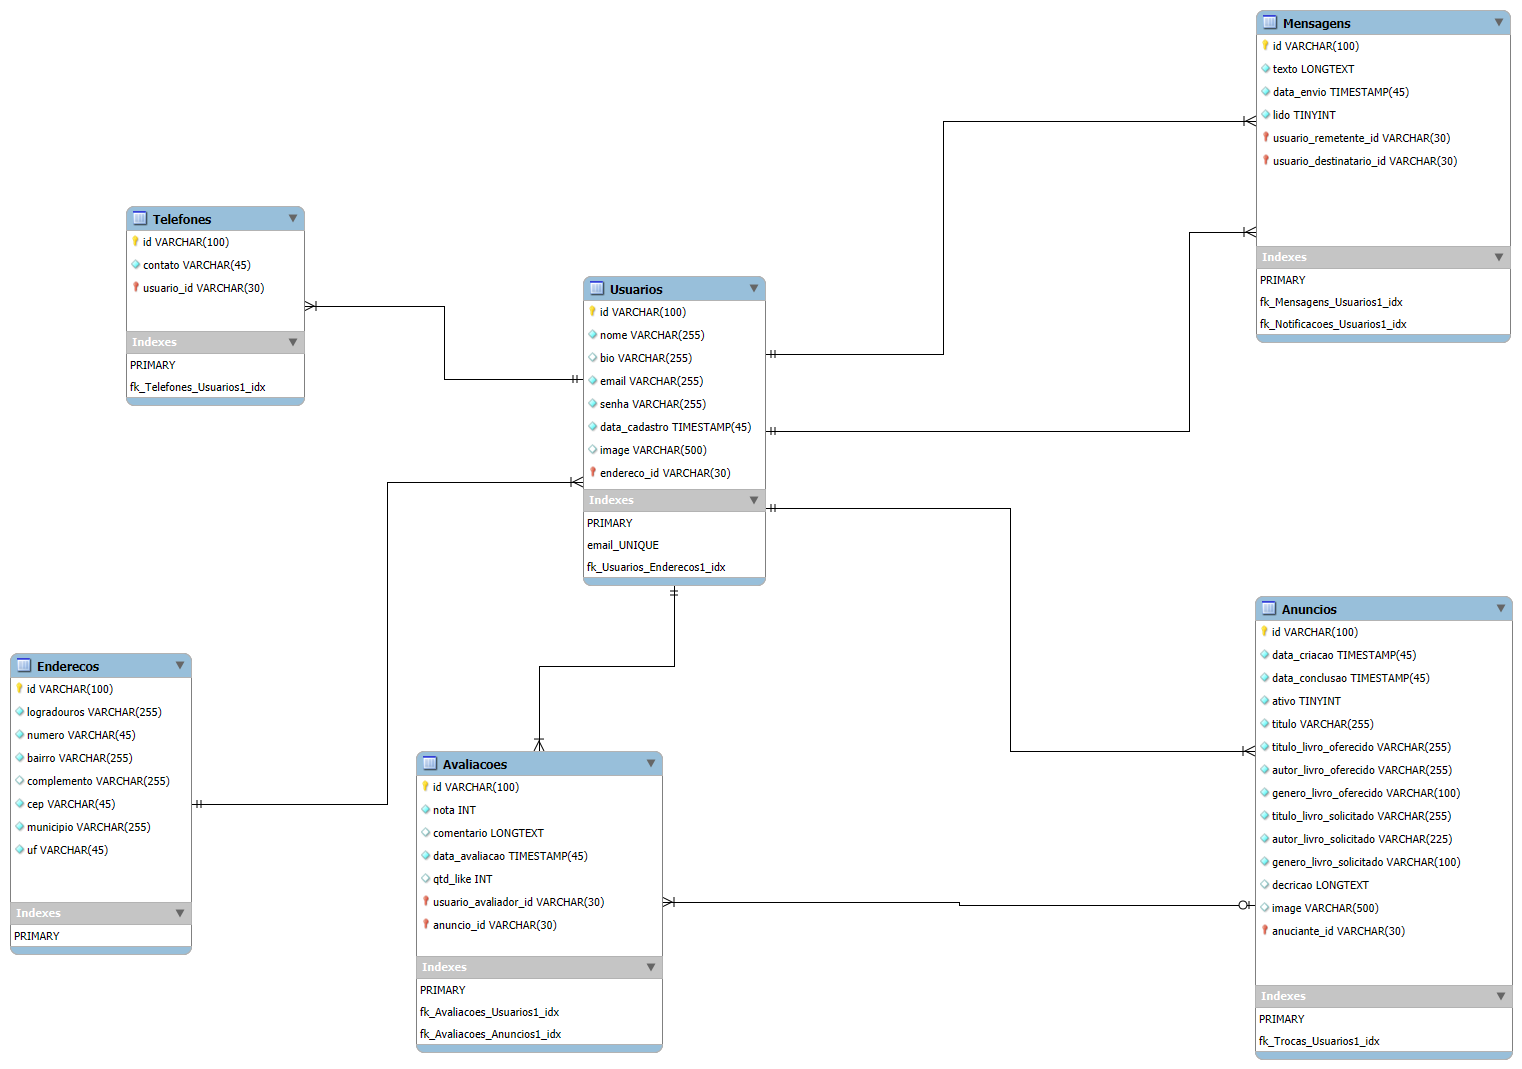 Mensagens
id VARCHAR(100)
texto LONGTEXT
data_envio TIMESTAMP(45)
lido TINYINT
usuario_remetente_id VARCHAR(30)
usuario_destinatario_id VARCHAR(30)
Indexes
PRIMARY
fk_Mensagens_Usuarios1_idx
fk_Notificacoes_Usuarios1_idx
Telefones
id VARCHAR(100)
contato VARCHAR(45)
usuario_id VARCHAR(30)
Indexes
PRIMARY
fk_Telefones_Usuarios1_idx
Usuarios
id VARCHAR(100)
nome VARCHAR(255)
bio VARCHAR(255)
email VARCHAR(255)
senha VARCHAR(255)
data_cadastro TIMESTAMP(45)
image VARCHAR(500)
endereco_id VARCHAR(30)
Indexes
PRIMARY
email_UNIQUE
fk_Usuarios_Enderecos1_idx
Enderecos
id VARCHAR(100)
logradouros VARCHAR(255)
numero VARCHAR(45)
bairro VARCHAR(255)
complemento VARCHAR(255)
cep VARCHAR(45)
municipio VARCHAR(255)
uf VARCHAR(45)
Indexes
PRIMARY
Avaliacoes
id VARCHAR(100)
nota INT
comentario LONGTEXT
data_avaliacao TIMESTAMP(45)
qtd_like INT
usuario_avaliador_id VARCHAR(30)
anuncio_id VARCHAR(30)
Indexes
PRIMARY
fk_Avaliacoes_Usuarios1_idx
fk_Avaliacoes_Anuncios1_idx
Anuncios
id VARCHAR(100)
data_criacao TIMESTAMP(45)
data_conclusao TIMESTAMP(45)
ativo TINYINT
titulo VARCHAR(255)
titulo_livro_oferecido VARCHAR(255)
autor_livro_oferecido VARCHAR(255)
genero_livro_oferecido VARCHAR(100)
titulo_livro_solicitado VARCHAR(255)
autor_livro_solicitado VARCHAR(225)
genero_livro_solicitado VARCHAR(100)
decricao LONGTEXT
image VARCHAR(500)
anuciante_id VARCHAR(30)
Indexes
PRIMARY
fk_Trocas_Usuarios1_idx